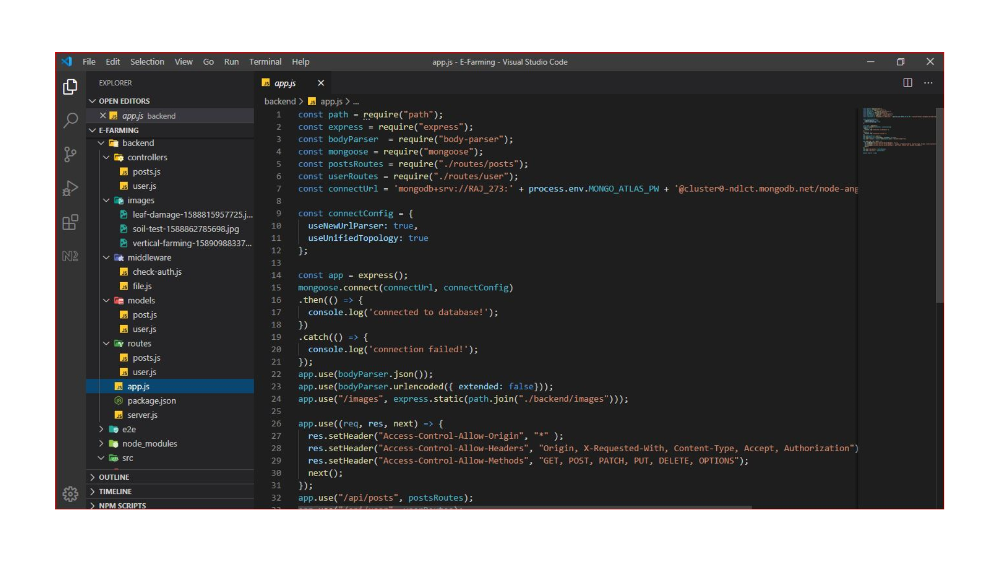 File Edit Selection View Go Run Terminal Help app.js - E-Farming - Visual Studio Code
EXPLORER
OPEN EDITORS
app.js backend
E-FARMING
backend
controllers
posts.js
user.js
images
leaf-damage-1588815957725.j...
soil-test-1588862785698.jpg
vertical-farming-15890988337...
middleware
check-auth.js
file.js
models
post.js
user.js
routes
posts.js
user.js
app.js
package.json
server.js
e2e
node_modules
src
OUTLINE
TIMELINE
NPM SCRIPTS
app.js
backend > app.js > ...
1 const path = require("path");
2 const express = require("express");
3 const bodyParser  = require("body-parser");
4 const mongoose = require("mongoose");
5 const postsRoutes = require("./routes/posts");
6 const userRoutes = require("./routes/user");
7 const connectUrl = 'mongodb+srv://RAJ_273:' + process.env.MONGO_ATLAS_PW + '@cluster0-ndlct.mongodb.net/node-ang
8
9 const connectConfig = {
10 useNewUrlParser: true,
11 useUnifiedTopology: true
12 };
13
14 const app = express();
15 mongoose.connect(connectUrl, connectConfig)
16 .then(() => {
17 console.log('connected to database!');
18 })
19 .catch(() => {
20 console.log('connection failed!');
21 });
22 app.use(bodyParser.json());
23 app.use(bodyParser.urlencoded({ extended: false}));
24 app.use("/images", express.static(path.join("./backend/images")));
25
26 app.use((req, res, next) => {
27 res.setHeader("Access-Control-Allow-Origin", "*" );
28 res.setHeader("Access-Control-Allow-Headers", "Origin, X-Requested-With, Content-Type, Accept, Authorization")
29 res.setHeader("Access-Control-Allow-Methods", "GET, POST, PATCH, PUT, DELETE, OPTIONS");
30 next();
31 });
32 app.use("/api/posts", postsRoutes);